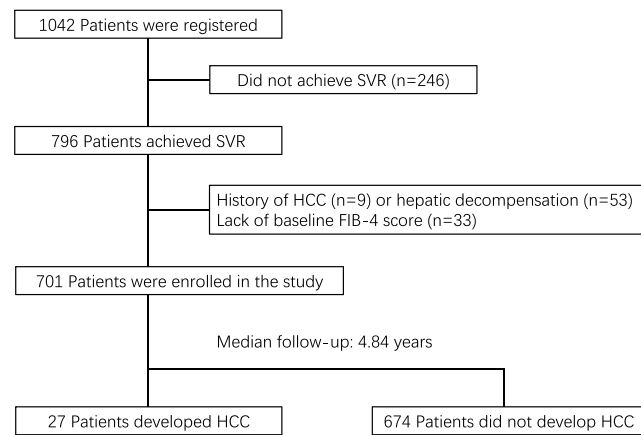 1042 Patients were registered
Did not achieve SVR (n=246)
796 Patients achieved SVR
History of HCC (n=9) or hepatic decompensation (n=53)
Lack of baseline FIB-4 score (n=33)
701 Patients were enrolled in the study
Median follow-up: 4.84 years
27 Patients developed HCC
674 Patients did not develop HCC